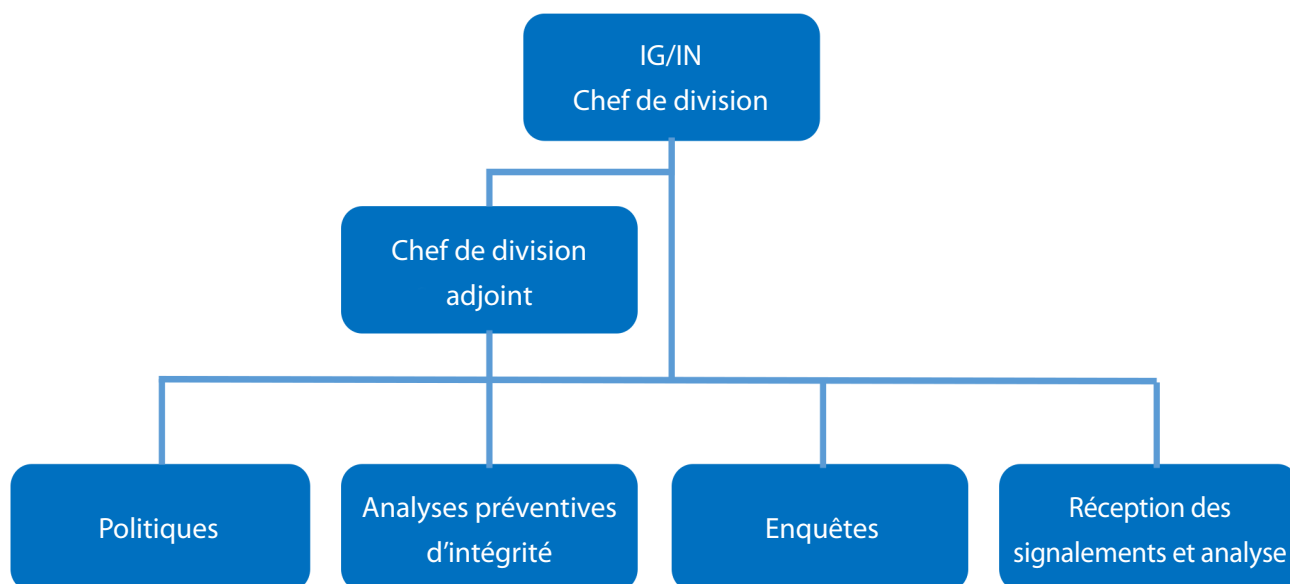 IG/IN
Chef de division
Chef de division
adjoint
Politiques
Analyses préventives
d’intégrité
Enquêtes
Réception des
signalements et analyse